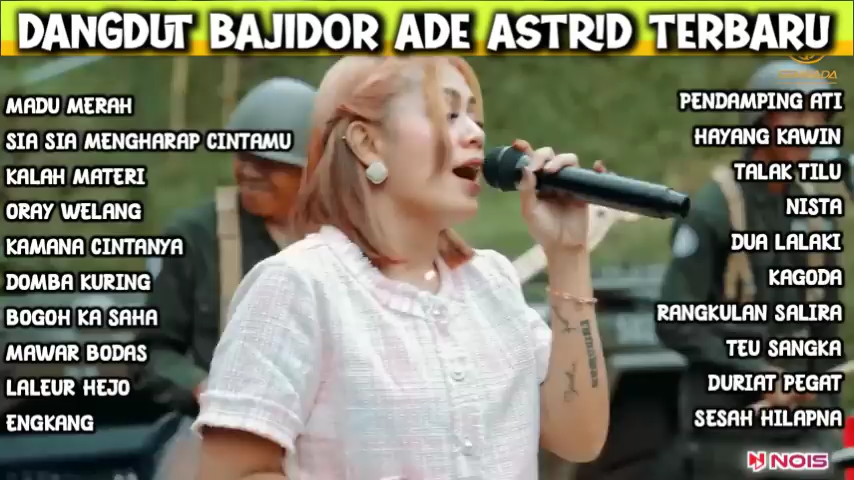 DANGDUT BAJIDOR ADE ASTRID TERBARU
MADU MERAH
SIA SIA MENGHARAP CINTAMU
KALAH MATERI
ORAY WELANG
KAMANA CINTANYA
DOMBA KURING
BOGOH KA SAHA
MAWAR BODAS
LALEUR HEJO
ENGKANG
PENDAMPING ATI
HAYANG KAWIN
TALAK TILU
NISTA
DUA LALAKI
KAGODA
RANGKULAN SALIRA
TEU SANGKA
DURIAT PEGAT
SESAH HILAPNA
NOIS